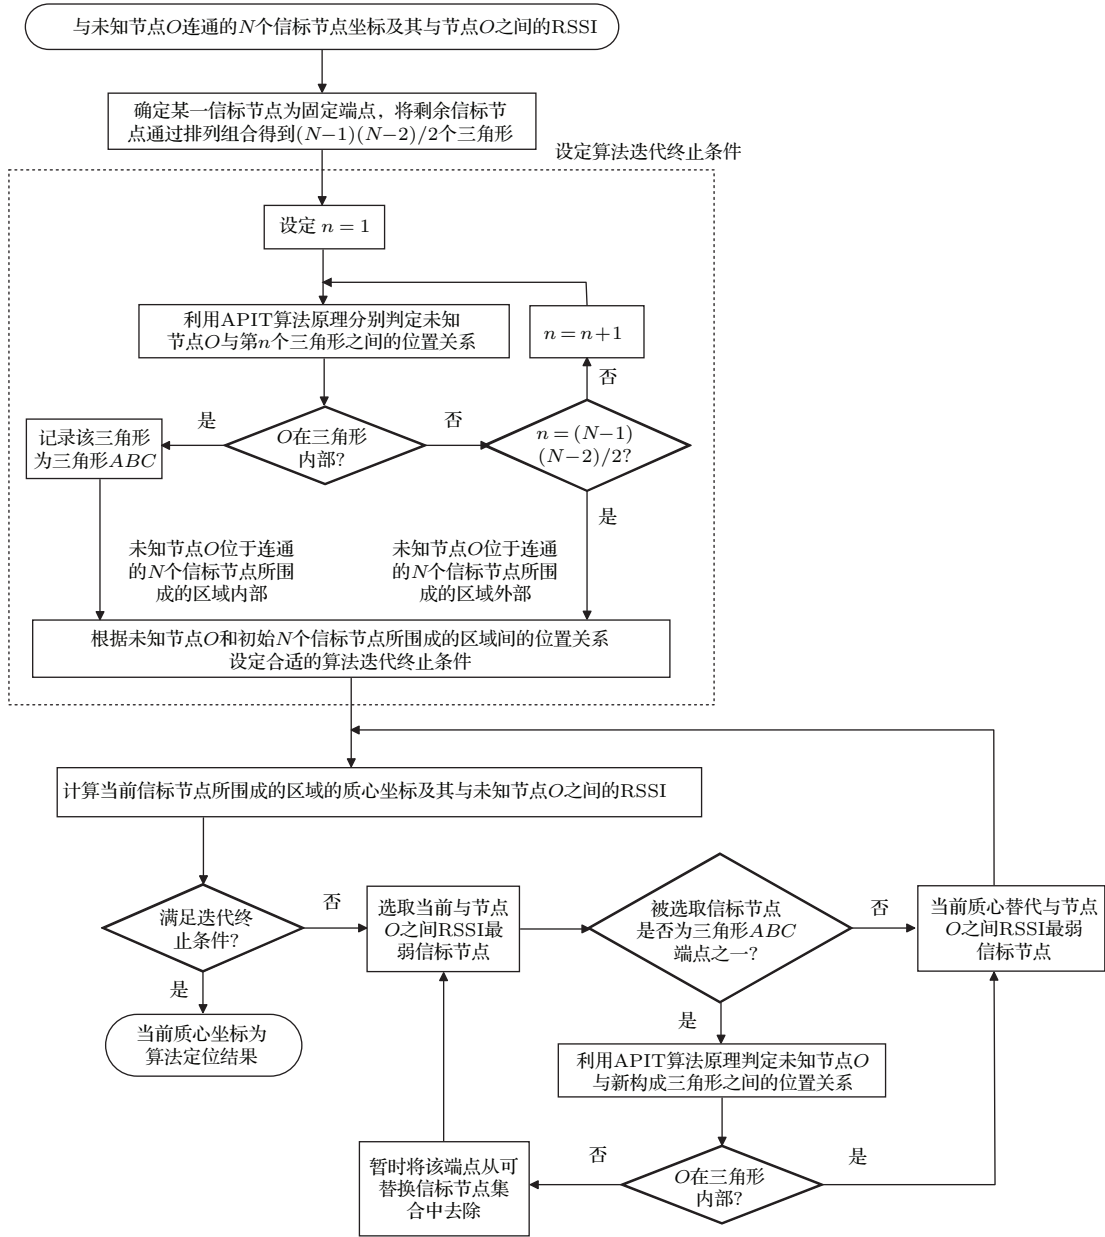 与未知节点O连通的N个信标节点坐标及其与节点O之间的RSSI
确定某一信标节点为固定端点，将剩余信标节
点通过排列组合得到(N−1)(N−2)/2个三角形
设定算法迭代终止条件
设定 n = 1
利用APIT算法原理分别判定未知
节点O与第n个三角形之间的位置关系
n = n+1
否
是
否
记录该三角形
为三角形ABC
O在三角形
内部?
n = (N−1)
(N−2)/2?
是
未知节点O位于连通
的N个信标节点所围
成的区域内部
未知节点O位于连通
的N个信标节点所围
成的区域外部
根据未知节点O和初始N个信标节点所围成的区域间的位置关系
设定合适的算法迭代终止条件
计算当前信标节点所围成的区域的质心坐标及其与未知节点O之间的RSSI
满足迭代终
止条件?
否
选取当前与节点
O之间RSSI最
弱信标节点
被选取信标节点
是否为三角形ABC
端点之一?
否
当前质心替代与节点
O之间RSSI最弱
信标节点
是
当前质心坐标为
算法定位结果
是
利用APIT算法原理判定未知节点O
与新构成三角形之间的位置关系
暂时将该端点从可
替换信标节点集
合中去除
否
O在三角形
内部?
是